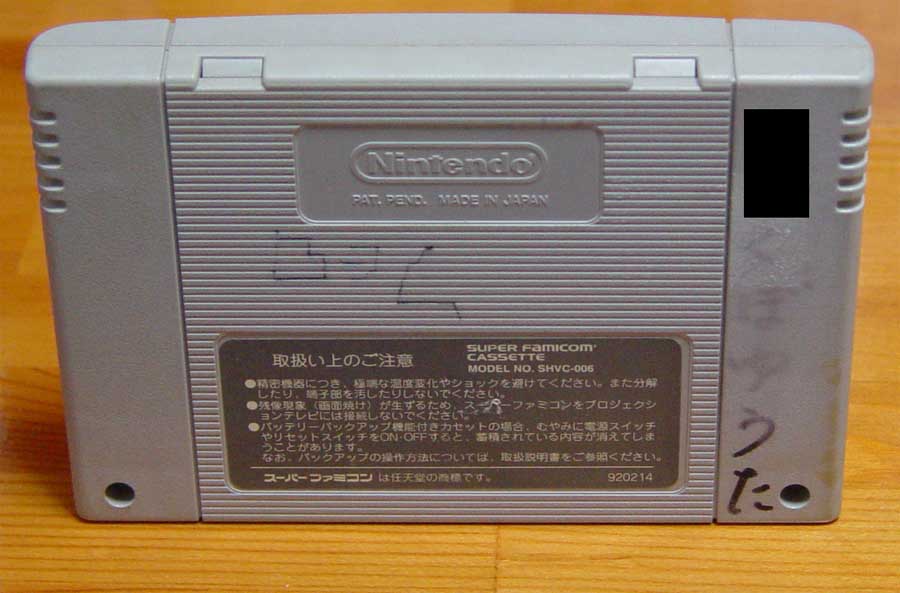 Nintendo
PAT. PEND. MADE IN JAPAN
取扱い上のご注意
SUPER FAMICOM
CASSETTE
MODEL NO. SHVC-006
●精密機器につき、極端な温度変化やショックを避けてください。また分解
したり、端子部を汚したりしないでください。
●残像現象（画面焼け）が生ずるため、スーパーファミコンをプロジェクシ
ョンテレビには接続しないでください。
●バッテリーバックアップ機能付きカセットの場合、むやみに電源スイッチ
やリセットスイッチをON・OFFすると、蓄積されている内容が消えてしま
うことがあります。
なお、バックアップの操作方法については、取扱説明書をご参照ください。
スーパーファミコン は任天堂の商標です。
920214
うた